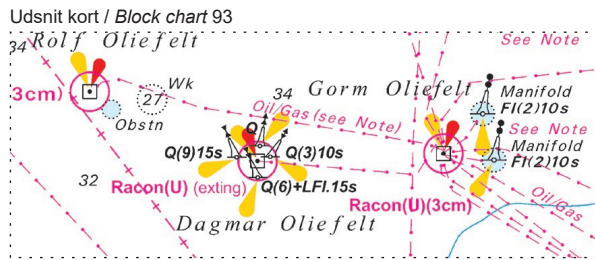 Udsnit kort / Block chart 93
34
Rolf Oliefelt
See Note
3cm)
27
Wk
Obstn
34
Gorm Oliefelt
Manifold
Fl(2)10s
Oil/Gas (see Note)
See Note
Q
Manifold
Fl(2)10s
Q(9)15s
Q(3)10s
32
Racon(U) (exting)
Q(6)+LFl.15s
Racon(U)(3cm)
Oil/Gas
Dagmar Oliefelt